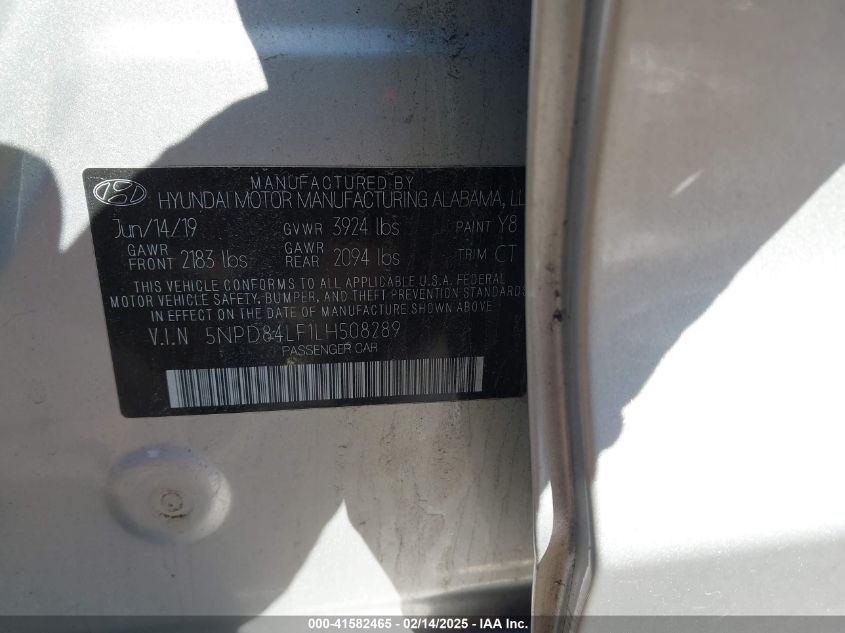 MANUFACTURED BY
HYUNDAI MOTOR MANUFACTURING ALABAMA, LL
Jun/14/19 GVWR 3924 lbs PAINT Y8
GAWR FRONT 2183 lbs GAWR REAR 2094 lbs TRIM CT
THIS VEHICLE CONFORMS TO ALL APPLICABLE U.S.A. FEDERAL
MOTOR VEHICLE SAFETY, BUMPER, AND THEFT PREVENTION STANDARDS
IN EFFECT ON THE DATE OF MANUFACTURE SHOWN ABOVE.
V.I.N 5NPD84LF1LH508289
PASSENGER CAR
000-41582465 - 02/14/2025 - IAA Inc.